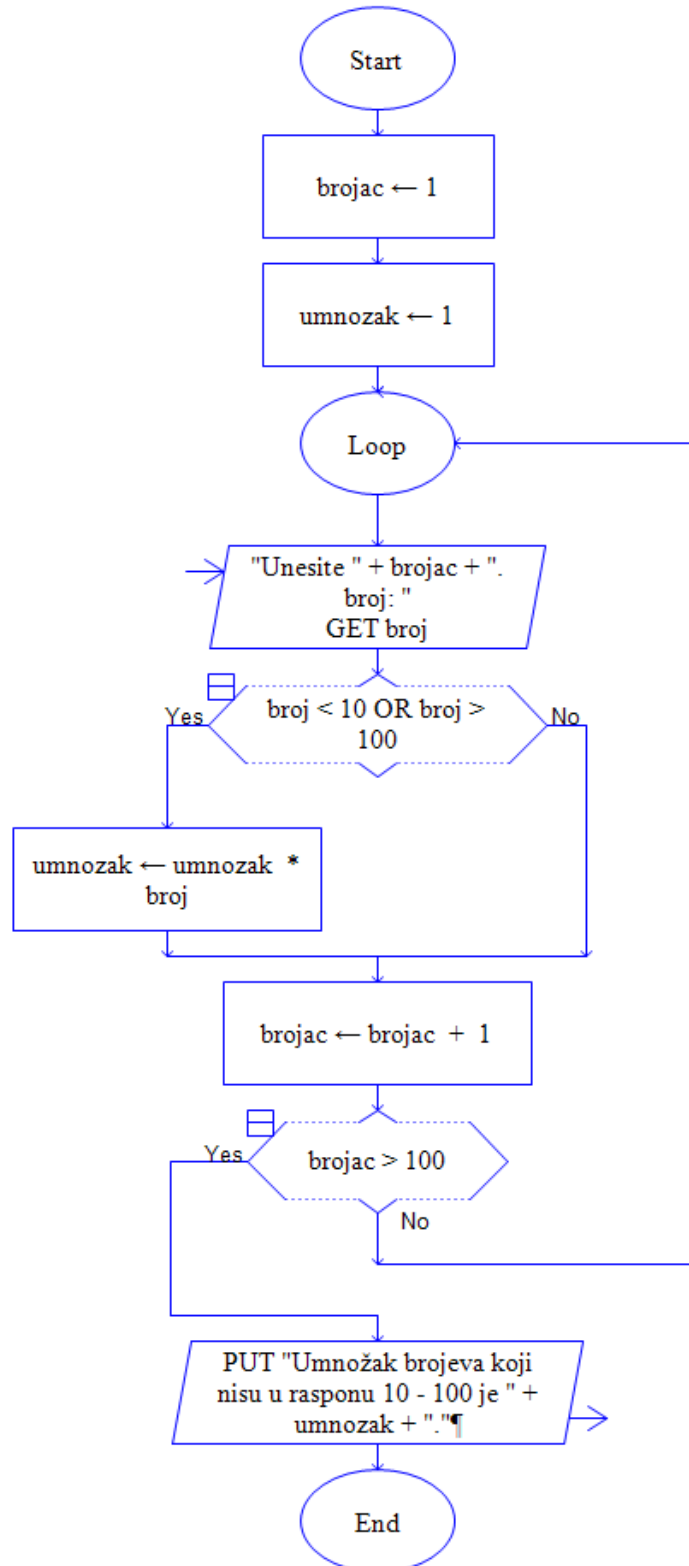 Start
brojac ← 1
umnozak ← 1
Loop
"Unesite " + brojac + ".
broj: "
GET broj
Yes
broj < 10 OR broj >
100
No
umnozak ← umnozak *
broj
brojac ← brojac + 1
Yes
brojac > 100
No
PUT "Umnožak brojeva koji
nisu u rasponu 10 - 100 je " +
umnozak + "."¶
End